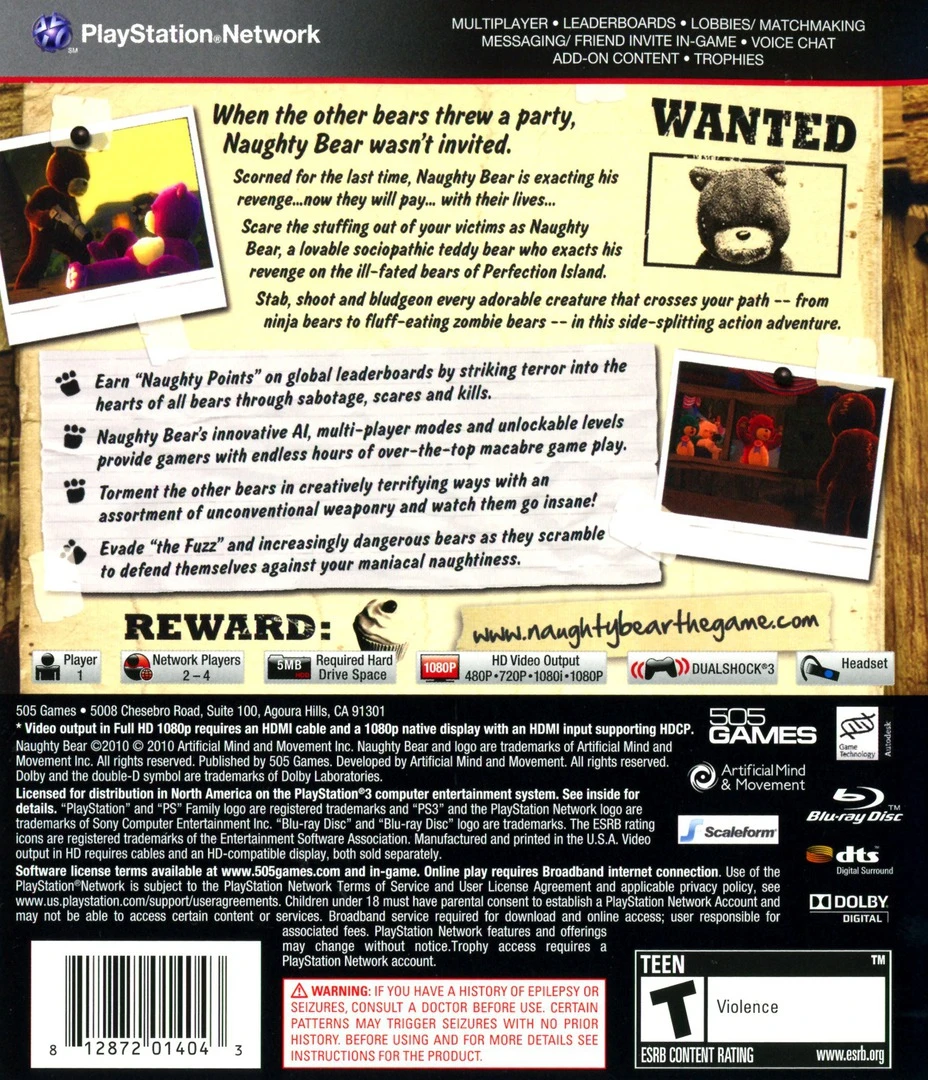 PlayStation®Network
SM
MULTIPLAYER • LEADERBOARDS • LOBBIES/ MATCHMAKING
MESSAGING/ FRIEND INVITE IN-GAME • VOICE CHAT
ADD-ON CONTENT • TROPHIES
When the other bears threw a party,
Naughty Bear wasn't invited.
Scorned for the last time, Naughty Bear is exacting his
revenge...now they will pay... with their lives...
Scare the stuffing out of your victims as Naughty
Bear, a lovable sociopathic teddy bear who exacts his
revenge on the ill-fated bears of Perfection Island.
Stab, shoot and bludgeon every adorable creature that crosses your path -- from
ninja bears to fluff-eating zombie bears -- in this side-splitting action adventure.
WANTED
Earn "Naughty Points" on global leaderboards by striking terror into the
hearts of all bears through sabotage, scares and kills.
Naughty Bear's innovative AI, multi-player modes and unlockable levels
provide gamers with endless hours of over-the-top macabre game play.
Torment the other bears in creatively terrifying ways with an
assortment of unconventional weaponry and watch them go insane!
Evade "the Fuzz" and increasingly dangerous bears as they scramble
to defend themselves against your maniacal naughtiness.
REWARD:
www.naughtybearthegame.com
Player
1
Network Players
2 – 4
5MB
HDD
Required Hard
Drive Space
1080P
HD Video Output
480P•720P•1080i•1080P
DUALSHOCK®3
Headset
505 Games • 5008 Chesebro Road, Suite 100, Agoura Hills, CA 91301
* Video output in Full HD 1080p requires an HDMI cable and a 1080p native display with an HDMI input supporting HDCP.
Naughty Bear ©2010 © 2010 Artificial Mind and Movement Inc. Naughty Bear and logo are trademarks of Artificial Mind and
Movement Inc. All rights reserved. Published by 505 Games. Developed by Artificial Mind and Movement. All rights reserved.
Dolby and the double-D symbol are trademarks of Dolby Laboratories.
Licensed for distribution in North America on the PlayStation®3 computer entertainment system. See inside for
details. "PlayStation" and "PS" Family logo are registered trademarks and "PS3" and the PlayStation Network logo are
trademarks of Sony Computer Entertainment Inc. "Blu-ray Disc" and "Blu-ray Disc" logo are trademarks. The ESRB rating
icons are registered trademarks of the Entertainment Software Association. Manufactured and printed in the U.S.A. Video
output in HD requires cables and an HD-compatible display, both sold separately.
Software license terms available at www.505games.com and in-game. Online play requires Broadband internet connection. Use of the
PlayStation®Network is subject to the PlayStation Network Terms of Service and User License Agreement and applicable privacy policy, see
www.us.playstation.com/support/useragreements. Children under 18 must have parental consent to establish a PlayStation Network Account and
may not be able to access certain content or services. Broadband service required for download and online access; user responsible for
associated fees. PlayStation Network features and offerings
may change without notice.Trophy access requires a
PlayStation Network account.
505
GAMES
Game
Technology
Autodesk
Artificial Mind
& Movement
Blu-ray Disc
TM
Scaleform
dts
Digital Surround
DOLBY
DIGITAL
8 12872 01404 3
WARNING: IF YOU HAVE A HISTORY OF EPILEPSY OR
SEIZURES, CONSULT A DOCTOR BEFORE USE. CERTAIN
PATTERNS MAY TRIGGER SEIZURES WITH NO PRIOR
HISTORY. BEFORE USING AND FOR MORE DETAILS SEE
INSTRUCTIONS FOR THE PRODUCT.
TEEN
TM
T
Violence
ESRB CONTENT RATING www.esrb.org